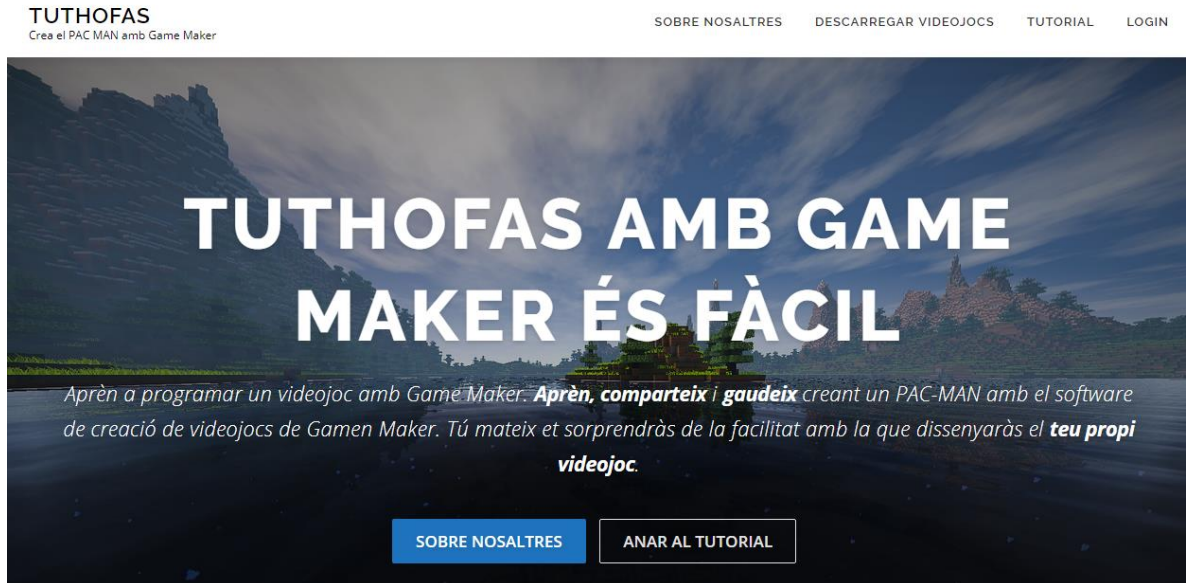 TUTHOFAS
Crea el PAC MAN amb Game Maker
SOBRE NOSALTRES DESCARREGAR VIDEOJOCS TUTORIAL LOGIN
TUTHOFAS AMB GAME
MAKER ÉS FÀCIL
Aprèn a programar un videojoc amb Game Maker. Aprèn, comparteix i gaudeix creant un PAC-MAN amb el software
de creació de videojocs de Gamen Maker. Tú mateix et sorprendràs de la facilitat amb la que dissenyaràs el teu propi
videojoc.
SOBRE NOSALTRES ANAR AL TUTORIAL